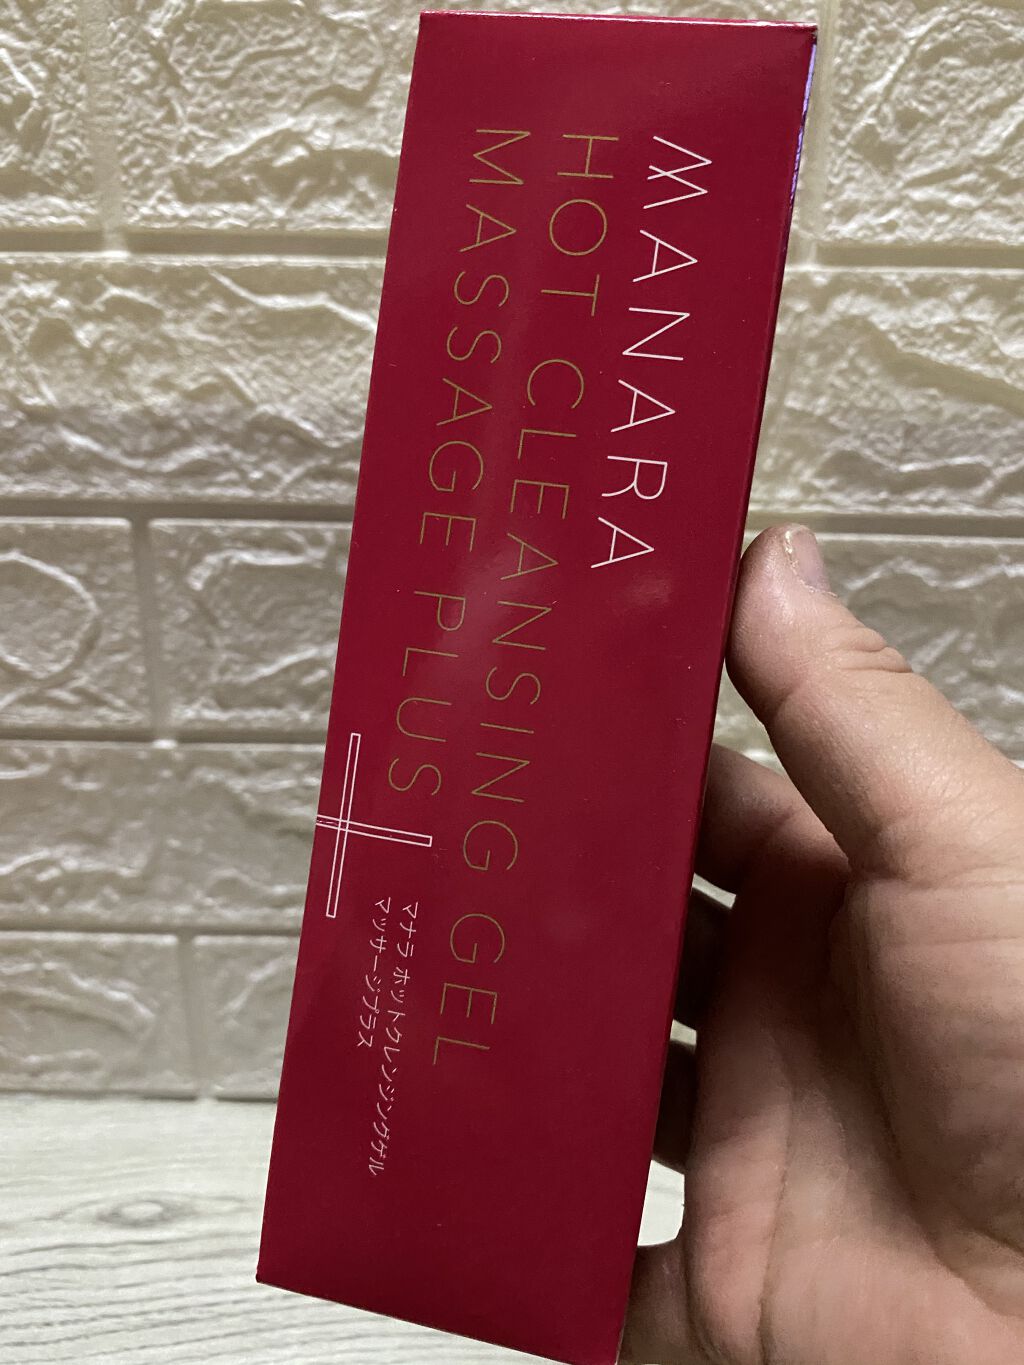 MANARA
HOT CLEANSING GEL
MASSAGE PLUS
マナラ ホットクレンジングゲル
マッサージプラス